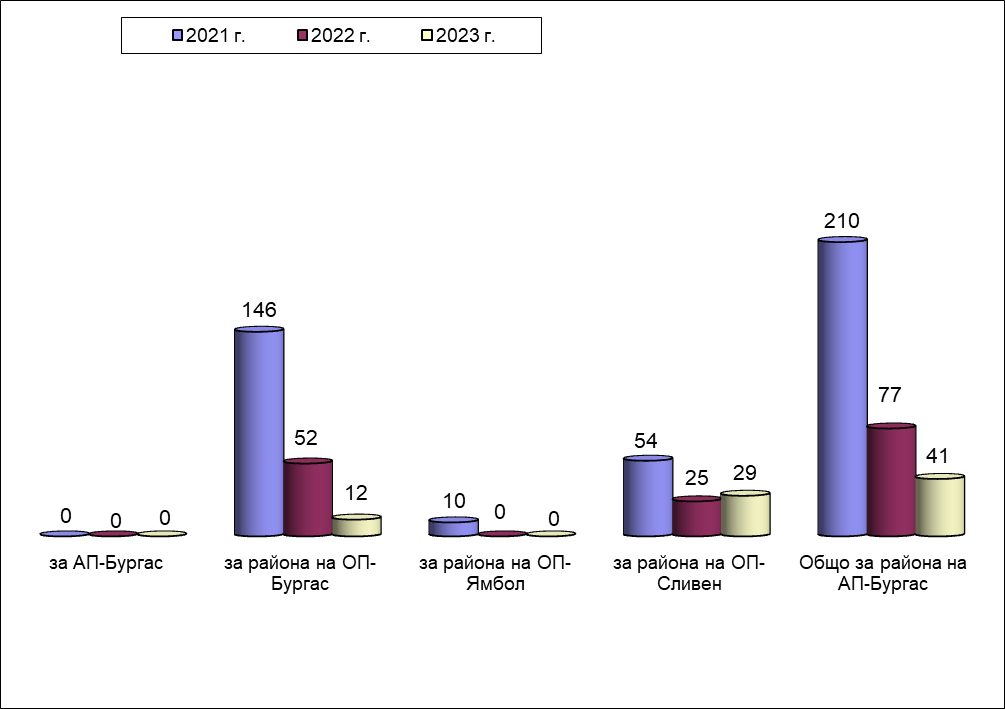 2021 г. 2022 г. 2023 г.
210
146
77
52
54
41
25 29
12
10
0 0 0
0 0
за АП-Бургас
за района на ОП-
Бургас
за района на ОП-
Ямбол
за района на ОП-
Сливен
Общо за района на
АП-Бургас